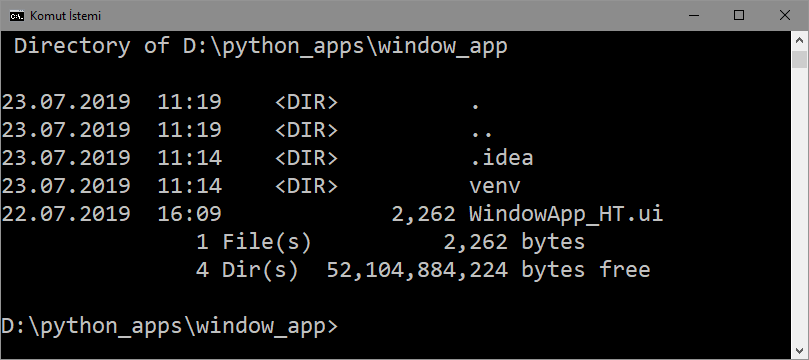 Komut İstemi
Directory of D:\python_apps\window_app
23.07.2019  11:19    <DIR>          .
23.07.2019  11:19    <DIR>          ..
23.07.2019  11:14    <DIR>          .idea
23.07.2019  11:14    <DIR>          venv
22.07.2019  16:09             2,262 WindowApp_HT.ui
               1 File(s)          2,262 bytes
               4 Dir(s)  52,104,884,224 bytes free
D:\python_apps\window_app>